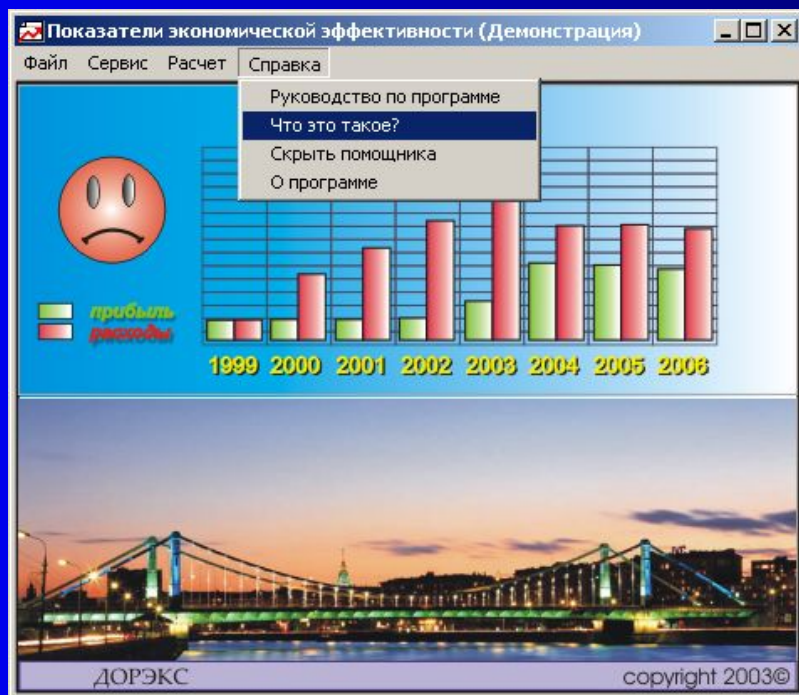 Показатели экономической эффективности (Демонстрация)
Файл Сервис Расчет Справка
Руководство по программе
Что это такое?
Скрыть помощника
О программе
прибыль
расходы
1999 2000 2001 2002 2003 2004 2005 2006
ДОРЭКС copyright 2003©